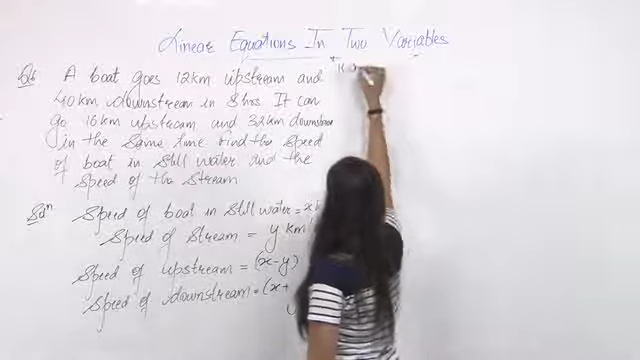 Linear Equations In Two Variables
Q6 A boat goes 12km upstream and
40km downstream in 8hrs. It can
go 16km upstream and 32km downstream
in the same time. Find the speed
of boat in still water and the
speed of the stream
Solⁿ Speed of boat in still water = x k
Speed of stream = y km
Speed of upstream = (x-y)
Speed of downstream = (x+
y